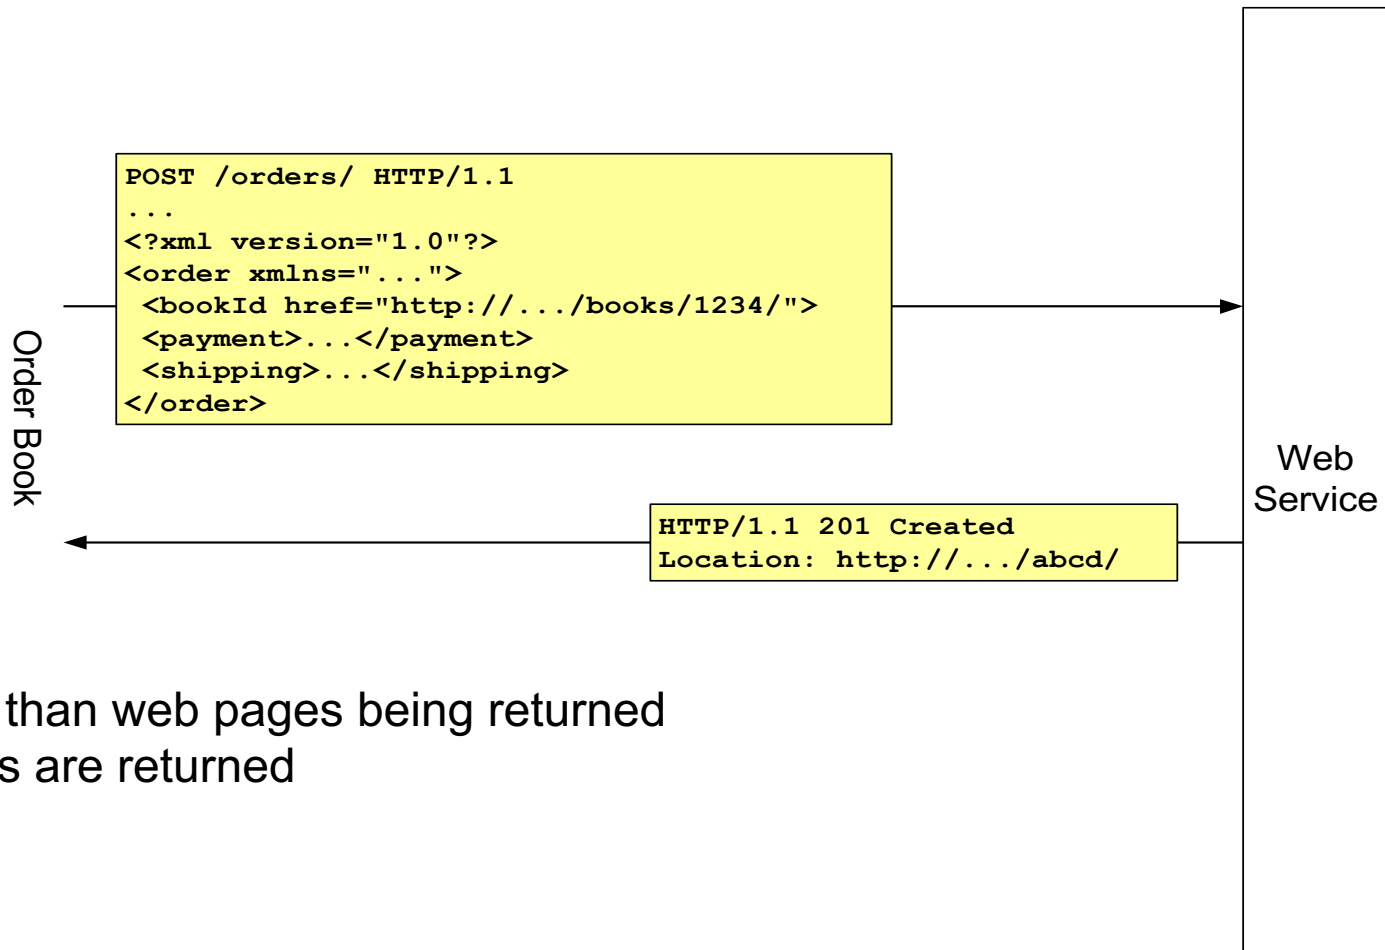 POST /orders/ HTTP/1.1
...
<?xml version="1.0"?>
<order xmlns="...">
<bookId href="http://.../books/1234/">
<payment>...</payment>
<shipping>...</shipping>
</order>
Order Book
Web
Service
HTTP/1.1 201 Created
Location: http://.../abcd/
than web pages being returned
s are returned